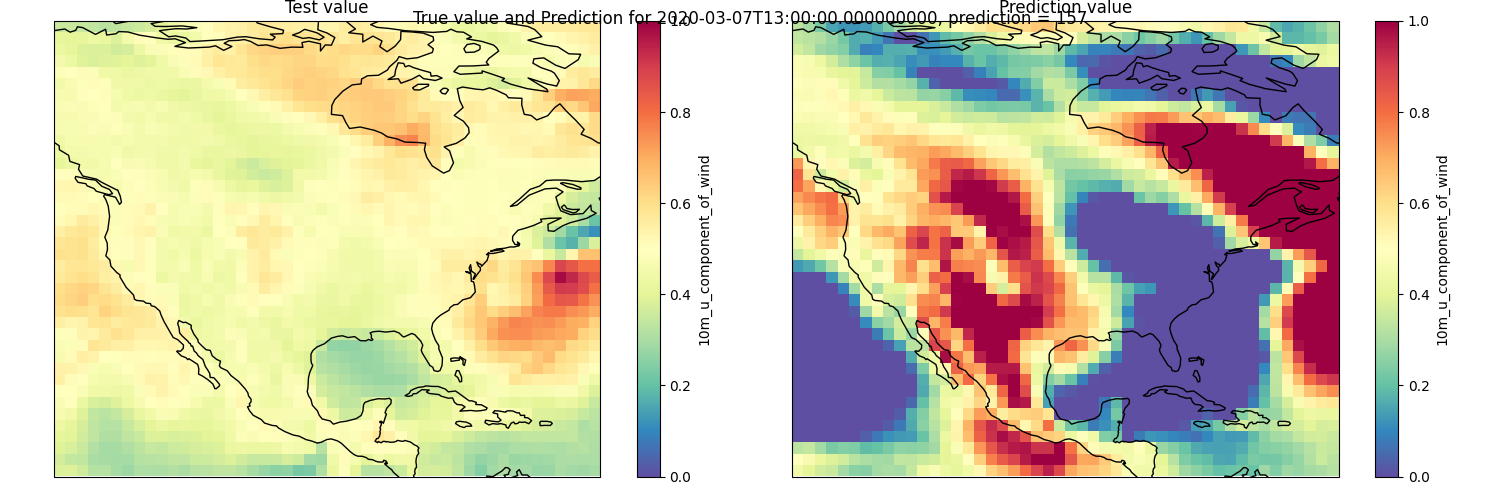 Test value
True value and Prediction for 2020-03-07T13:00:00.000000000, prediction = 157
Prediction value
1.0
0.8
0.6
0.4
0.2
0.0
10m_u_component_of_wind
1.0
0.8
0.6
0.4
0.2
0.0
10m_u_component_of_wind